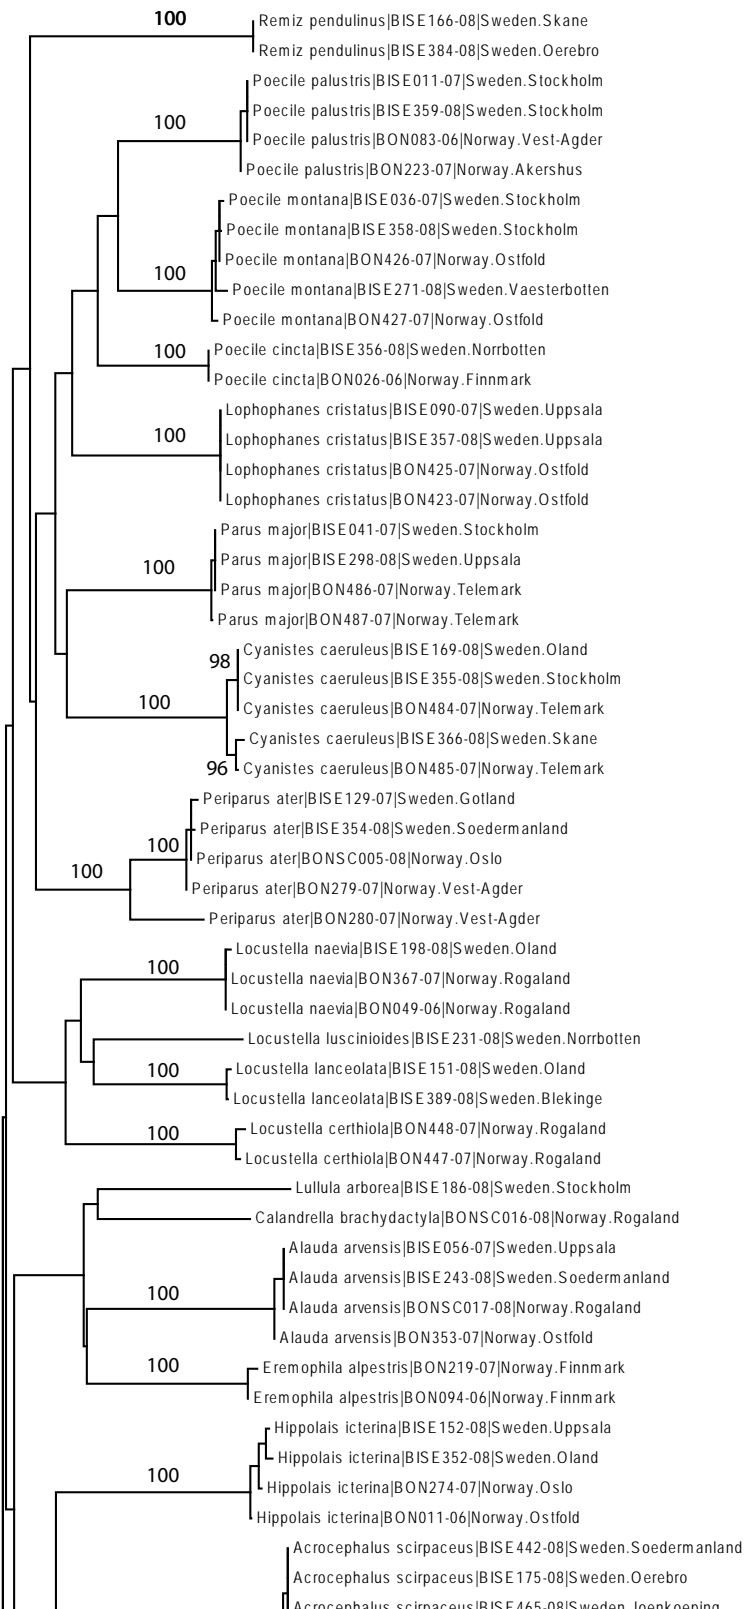 100
Remiz pendulinus|BISE166-08|Sweden.Skane
Remiz pendulinus|BISE384-08|Sweden.Oerebro
Poecile palustris|BISE011-07|Sweden.Stockholm
Poecile palustris|BISE359-08|Sweden.Stockholm
100
Poecile palustris|BON083-06|Norway.Vest-Agder
Poecile palustris|BON223-07|Norway.Akershus
Poecile montana|BISE036-07|Sweden.Stockholm
Poecile montana|BISE358-08|Sweden.Stockholm
Poecile montana|BON426-07|Norway.Ostfold
100
Poecile montana|BISE271-08|Sweden.Vaesterbotten
Poecile montana|BON427-07|Norway.Ostfold
100
Poecile cincta|BISE356-08|Sweden.Norrbotten
Poecile cincta|BON026-06|Norway.Finnmark
Lophophanes cristatus|BISE090-07|Sweden.Uppsala
100
Lophophanes cristatus|BISE357-08|Sweden.Uppsala
Lophophanes cristatus|BON425-07|Norway.Ostfold
Lophophanes cristatus|BON423-07|Norway.Ostfold
Parus major|BISE041-07|Sweden.Stockholm
Parus major|BISE298-08|Sweden.Uppsala
100
Parus major|BON486-07|Norway.Telemark
Parus major|BON487-07|Norway.Telemark
Cyanistes caeruleus|BISE169-08|Sweden.Oland
98
Cyanistes caeruleus|BISE355-08|Sweden.Stockholm
100
Cyanistes caeruleus|BON484-07|Norway.Telemark
Cyanistes caeruleus|BISE366-08|Sweden.Skane
96
Cyanistes caeruleus|BON485-07|Norway.Telemark
Periparus ater|BISE129-07|Sweden.Gotland
Periparus ater|BISE354-08|Sweden.Soedermanland
100
Periparus ater|BONSC005-08|Norway.Oslo
100
Periparus ater|BON279-07|Norway.Vest-Agder
Periparus ater|BON280-07|Norway.Vest-Agder
Locustella naevia|BISE198-08|Sweden.Oland
100
Locustella naevia|BON367-07|Norway.Rogaland
Locustella naevia|BON049-06|Norway.Rogaland
Locustella luscinioides|BISE231-08|Sweden.Norrbotten
100
Locustella lanceolata|BISE151-08|Sweden.Oland
Locustella lanceolata|BISE389-08|Sweden.Blekinge
100
Locustella certhiola|BON448-07|Norway.Rogaland
Locustella certhiola|BON447-07|Norway.Rogaland
Lullula arborea|BISE186-08|Sweden.Stockholm
Calandrella brachydactyla|BONSC016-08|Norway.Rogaland
Alauda arvensis|BISE056-07|Sweden.Uppsala
Alauda arvensis|BISE243-08|Sweden.Soedermanland
100
Alauda arvensis|BONSC017-08|Norway.Rogaland
Alauda arvensis|BON353-07|Norway.Ostfold
100
Eremophila alpestris|BON219-07|Norway.Finnmark
Eremophila alpestris|BON094-06|Norway.Finnmark
Hippolais icterina|BISE152-08|Sweden.Uppsala
Hippolais icterina|BISE352-08|Sweden.Oland
100
Hippolais icterina|BON274-07|Norway.Oslo
Hippolais icterina|BON011-06|Norway.Ostfold
Acrocephalus scirpaceus|BISE442-08|Sweden.Soedermanland
Acrocephalus scirpaceus|BISE175-08|Sweden.Oerebro
Acrocephalus scirpaceus|BISE465-08|Sweden.Joenkoeping